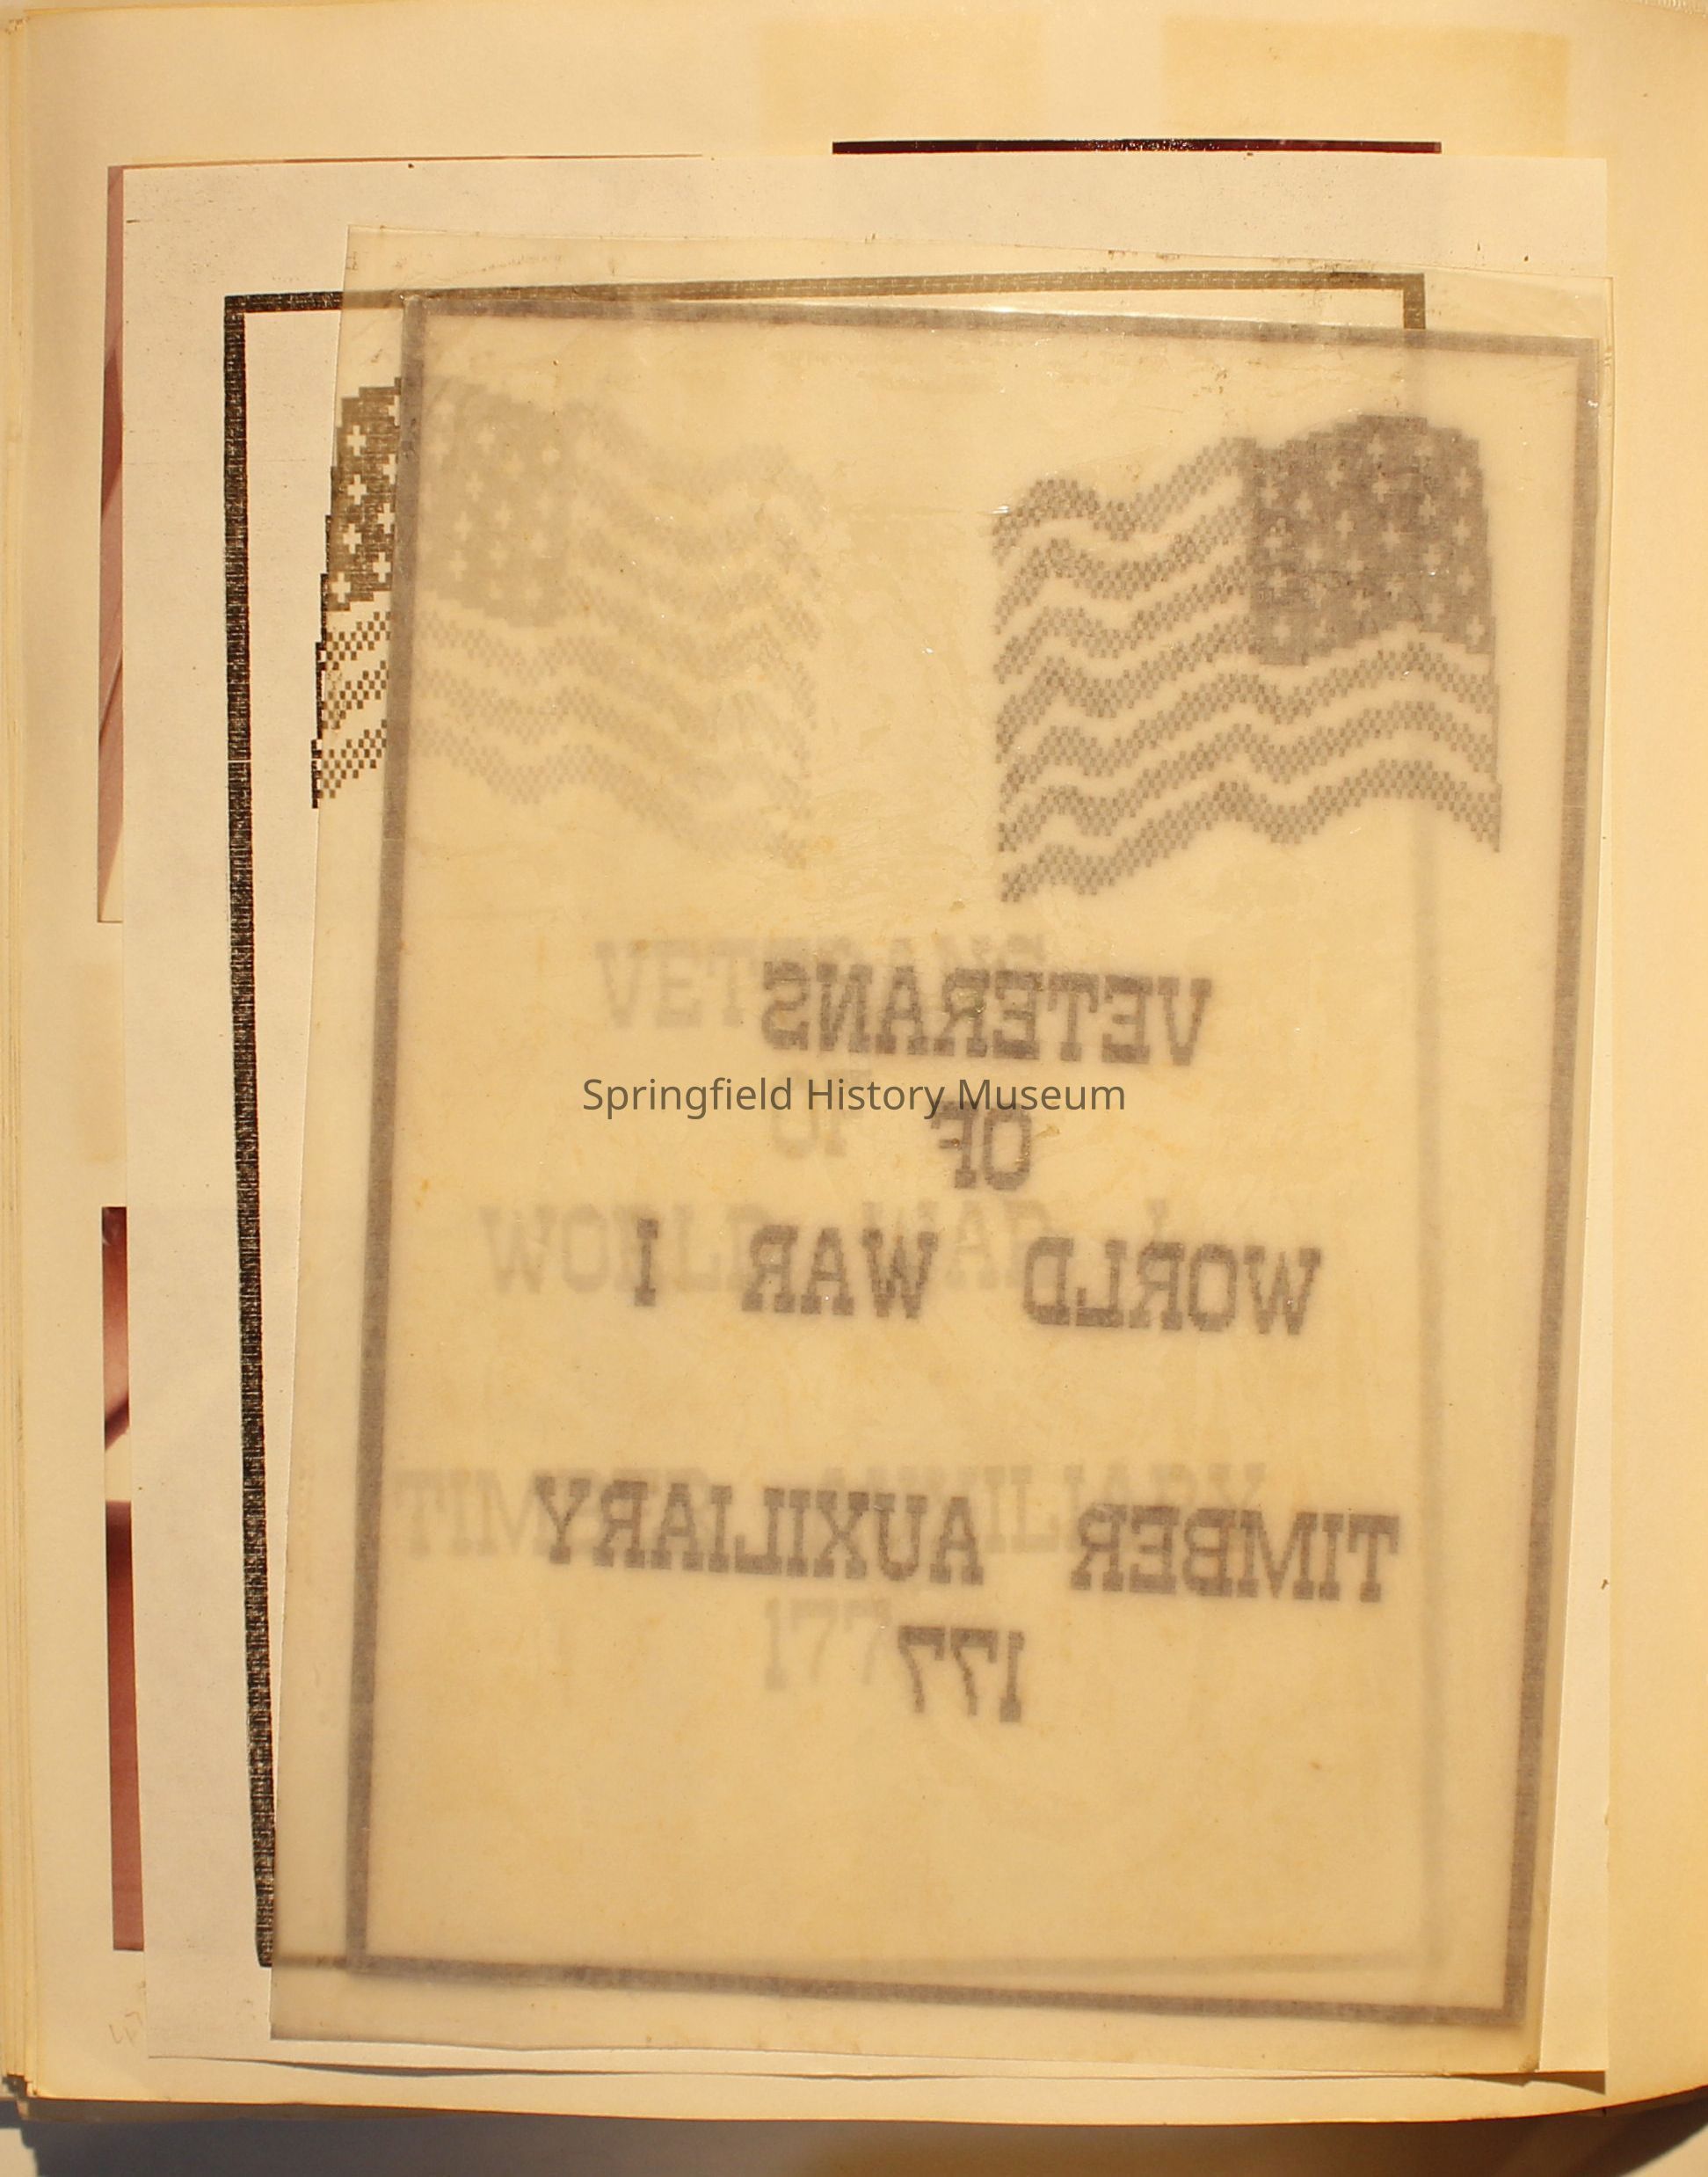 VETERANS
OF
WORLD WAR I
TIMBER AUXILIARY
177
Springfield History Museum